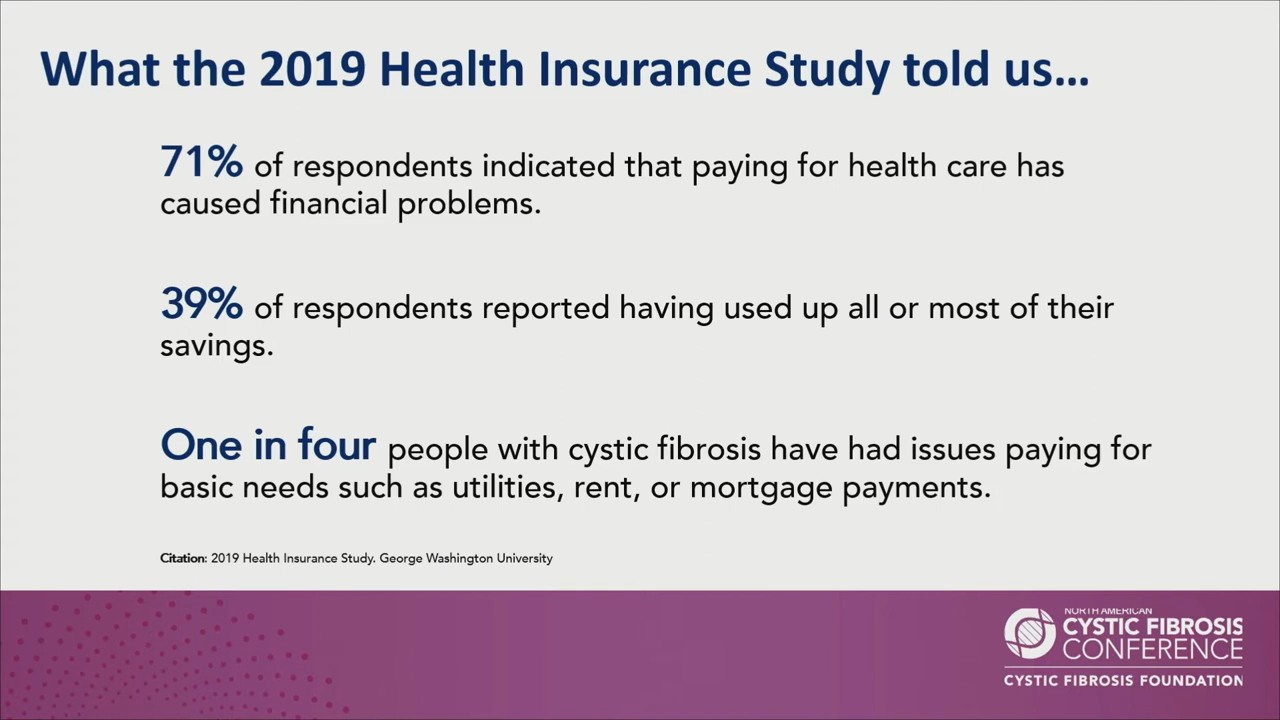 What the 2019 Health Insurance Study told us...
71% of respondents indicated that paying for health care has
caused financial problems.
39% of respondents reported having used up all or most of their
savings.
One in four people with cystic fibrosis have had issues paying for
basic needs such as utilities, rent, or mortgage payments.
Citation: 2019 Health Insurance Study. George Washington University
NORTH AMERICAN
CYSTIC FIBROSIS
CONFERENCE
CYSTIC FIBROSIS FOUNDATION